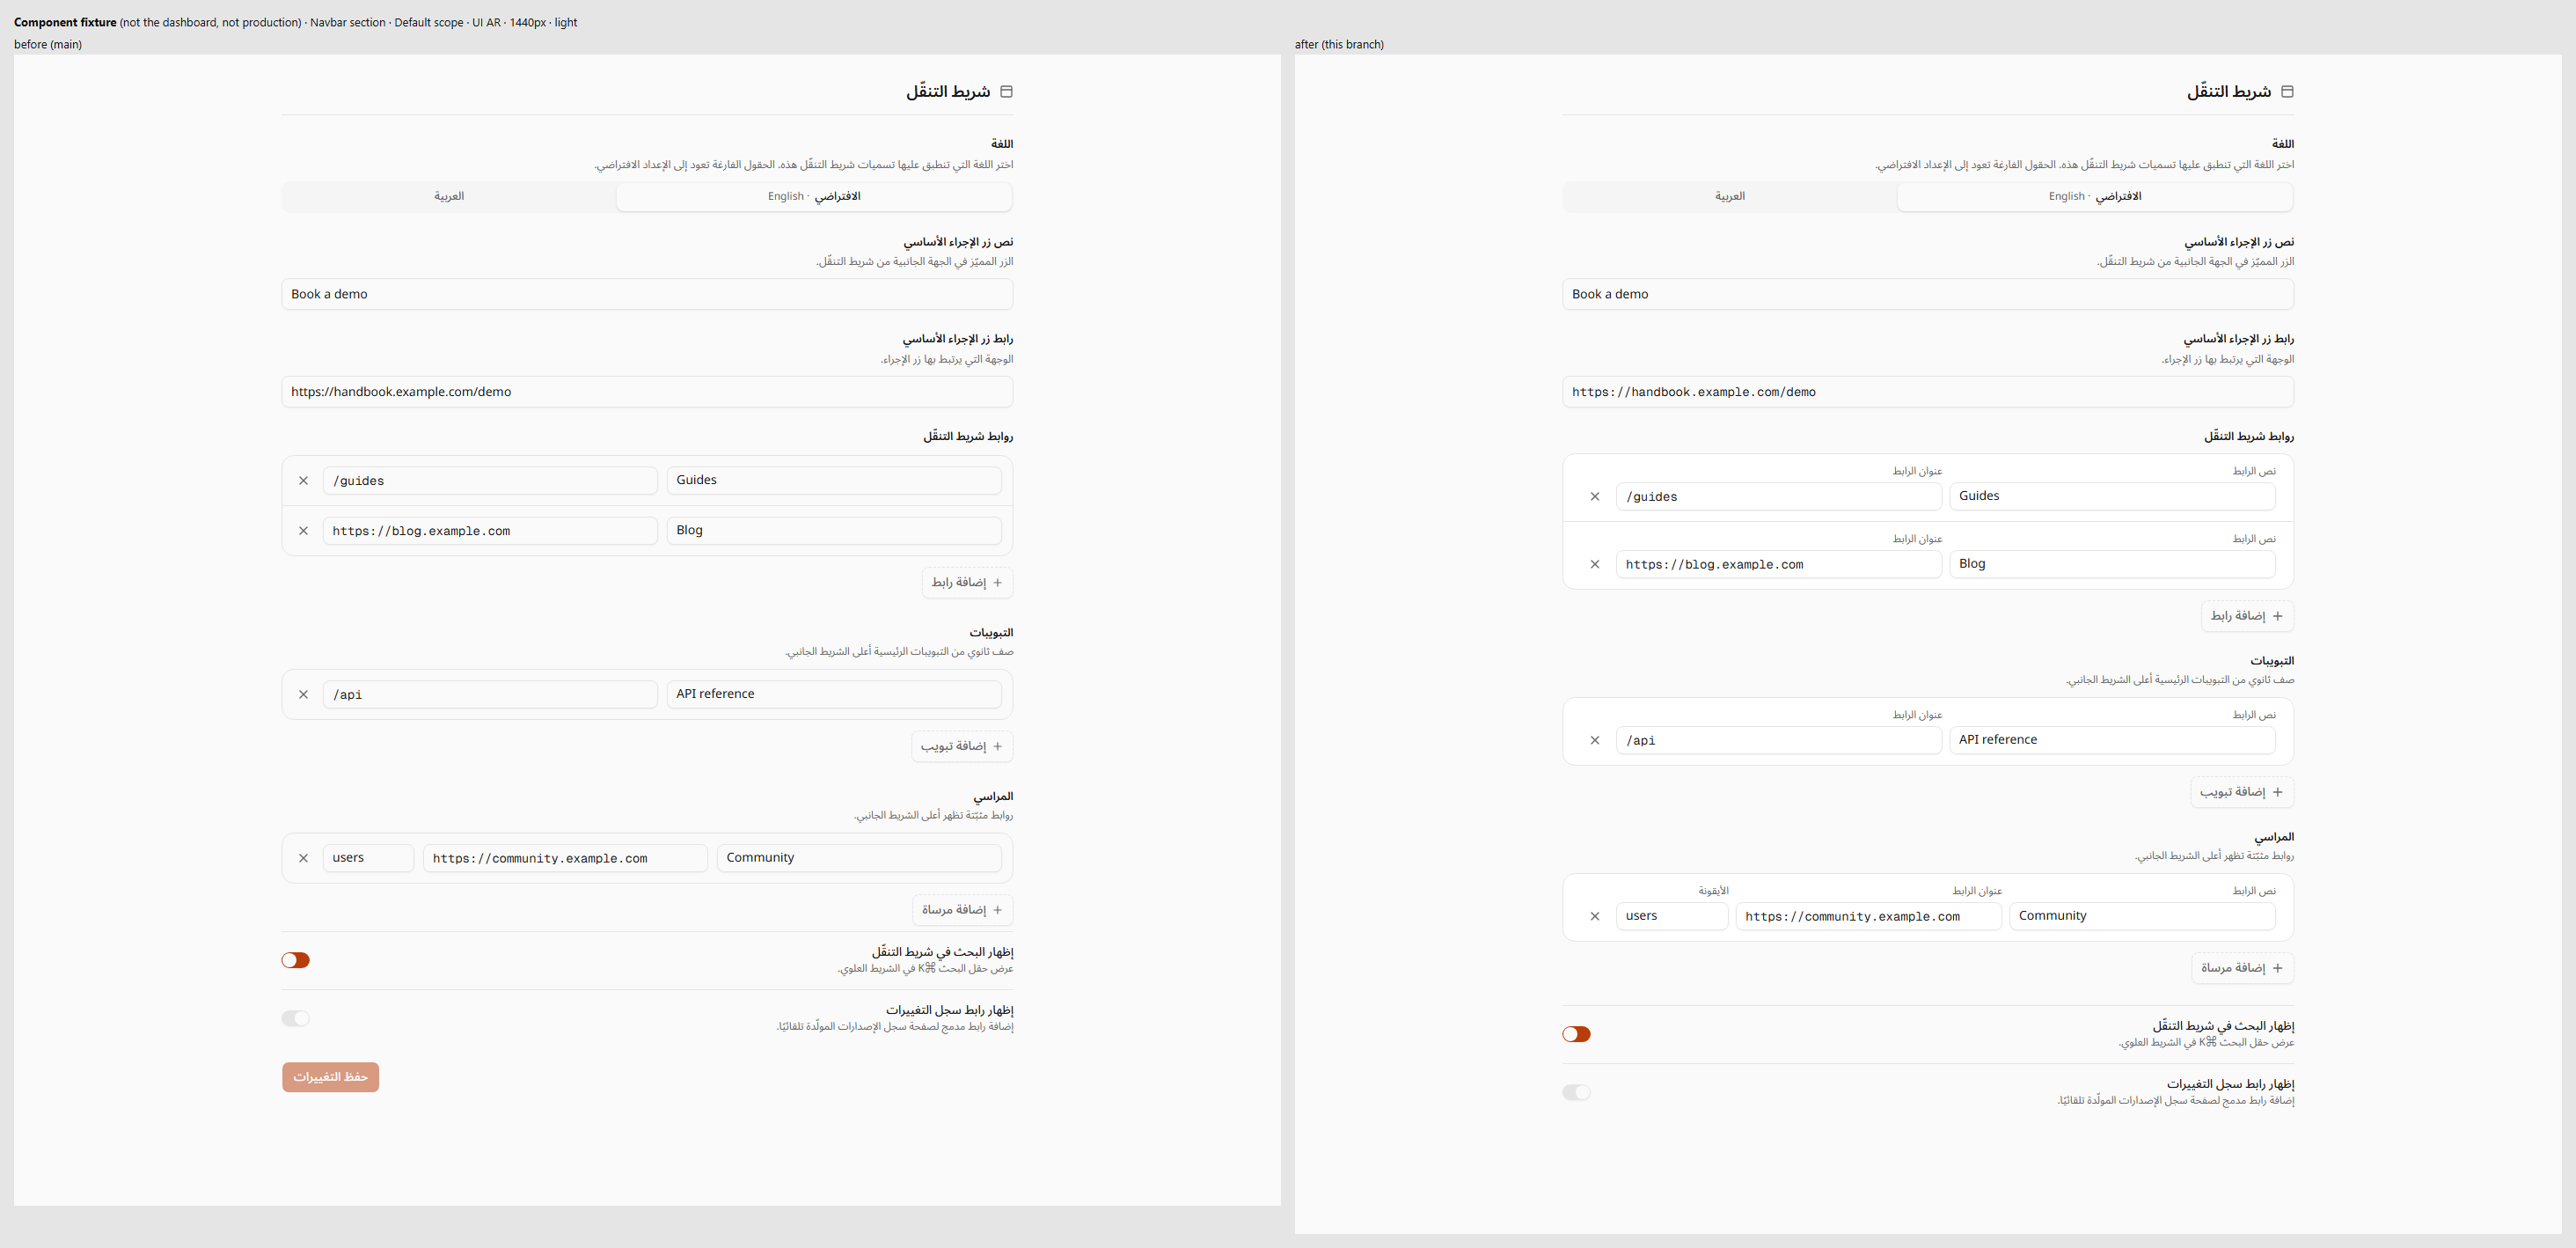 Component fixture (not the dashboard, not production) · Navbar section · Default scope · UI AR · 1440px · light
before (main)
شريط التنقّل
اللغة
اختر اللغة التي تنطبق عليها تسميات شريط التنقّل هذه. الحقول الفارغة تعود إلى الإعداد الافتراضي.
الافتراضي · English
العربية
نص زر الإجراء الأساسي
الزر المميّز في الجهة الجانبية من شريط التنقّل.
Book a demo
رابط زر الإجراء الأساسي
الوجهة التي يرتبط بها زر الإجراء.
https://handbook.example.com/demo
روابط شريط التنقّل
Guides
/guides
Blog
https://blog.example.com
إضافة رابط
التبويبات
صف ثانوي من التبويبات الرئيسية أعلى الشريط الجانبي.
API reference
/api
إضافة تبويب
المراسي
روابط مثبّتة تظهر أعلى الشريط الجانبي.
Community
https://community.example.com
users
إضافة مرساة
إظهار البحث في شريط التنقّل
عرض حقل البحث ⌘K في الشريط العلوي.
إظهار رابط سجل التغييرات
إضافة رابط مدمج لصفحة سجل الإصدارات المولّدة تلقائيًا.
حفظ التغييرات
after (this branch)
شريط التنقّل
اللغة
اختر اللغة التي تنطبق عليها تسميات شريط التنقّل هذه. الحقول الفارغة تعود إلى الإعداد الافتراضي.
الافتراضي · English
العربية
نص زر الإجراء الأساسي
الزر المميّز في الجهة الجانبية من شريط التنقّل.
Book a demo
رابط زر الإجراء الأساسي
الوجهة التي يرتبط بها زر الإجراء.
https://handbook.example.com/demo
روابط شريط التنقّل
نص الرابط
عنوان الرابط
Guides
/guides
نص الرابط
عنوان الرابط
Blog
https://blog.example.com
إضافة رابط
التبويبات
صف ثانوي من التبويبات الرئيسية أعلى الشريط الجانبي.
نص الرابط
عنوان الرابط
API reference
/api
إضافة تبويب
المراسي
روابط مثبّتة تظهر أعلى الشريط الجانبي.
نص الرابط
عنوان الرابط
الأيقونة
Community
https://community.example.com
users
إضافة مرساة
إظهار البحث في شريط التنقّل
عرض حقل البحث ⌘K في الشريط العلوي.
إظهار رابط سجل التغييرات
إضافة رابط مدمج لصفحة سجل الإصدارات المولّدة تلقائيًا.